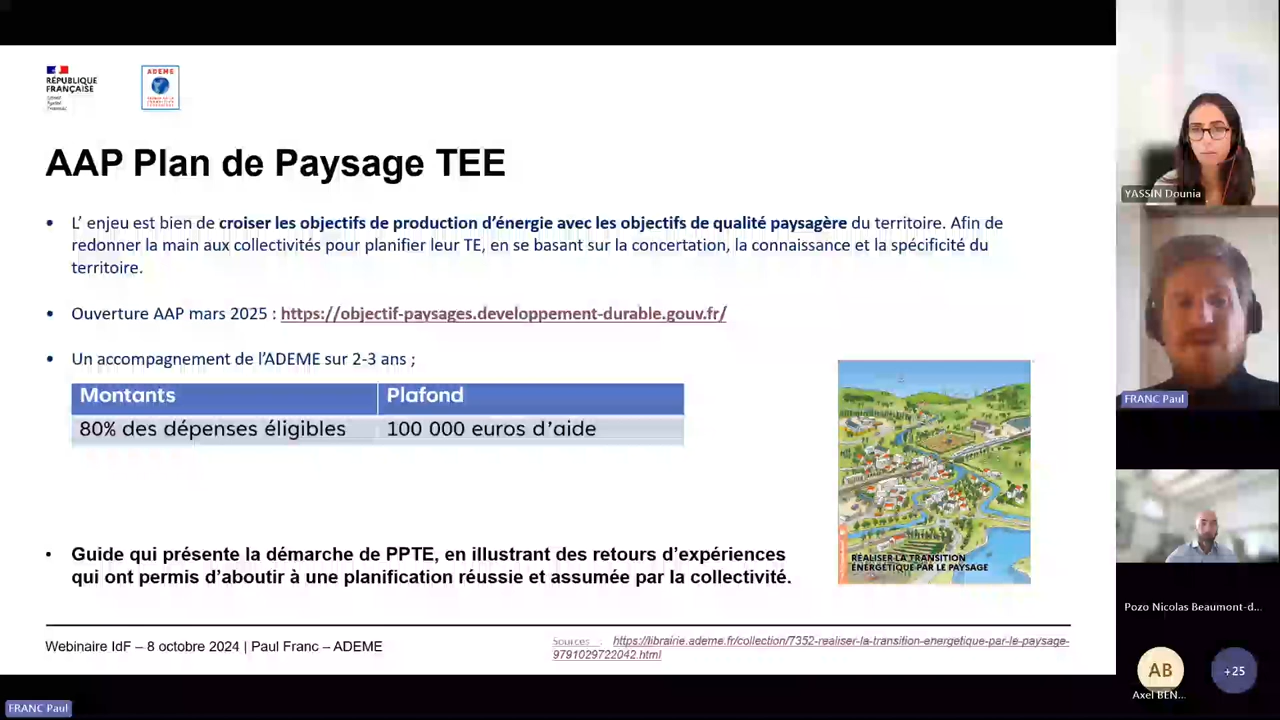 RÉPUBLIQUE
FRANÇAISE
Liberté
Égalité
Fraternité
ADEME
AAP Plan de Paysage TEE
• L’ enjeu est bien de croiser les objectifs de production d’énergie avec les objectifs de qualité paysagère du territoire. Afin de
redonner la main aux collectivités pour planifier leur TE, en se basant sur la concertation, la connaissance et la spécificité du
territoire.
• Ouverture AAP mars 2025 : https://objectif-paysages.developpement-durable.gouv.fr/
• Un accompagnement de l’ADEME sur 2-3 ans ;
Montants Plafond
80% des dépenses éligibles 100 000 euros d’aide
RÉALISER LA TRANSITION
ÉNERGÉTIQUE PAR LE PAYSAGE
• Guide qui présente la démarche de PPTE, en illustrant des retours d’expériences
qui ont permis d’aboutir à une planification réussie et assumée par la collectivité.
Webinaire IdF – 8 octobre 2024 | Paul Franc – ADEME
Sources : https://librairie.ademe.fr/collection/7352-realiser-la-transition-energetique-par-le-paysage-
9791029722042.html
YASSIN Dounia
FRANC Paul
Pozo Nicolas Beaumont-d...
AB
Axel BEN...
+25
FRANC Paul